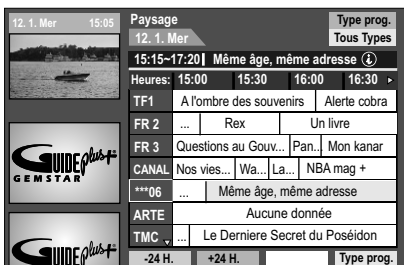 12. 1. Mer 15:05 Paysage Type prog.
12. 1. Mer Tous Types
15:15~17:20 Même âge, même adresse i
Heures: 15:00 15:30 16:00 16:30
TF1 A l'ombre des souvenirs Alerte cobra
FR 2 ... Rex Un livre
FR 3 Questions au Gouv... Pan.. Mon kanar
CANAL Nos vies... Wa... La... NBA mag +
***06 ... Même âge, même adresse
ARTE Aucune donnée
TMC ... Le Derniere Secret du Poséidon
-24 H. +24 H. Type prog.
GUIDE plus+
GEMSTAR
GUIDE plus+